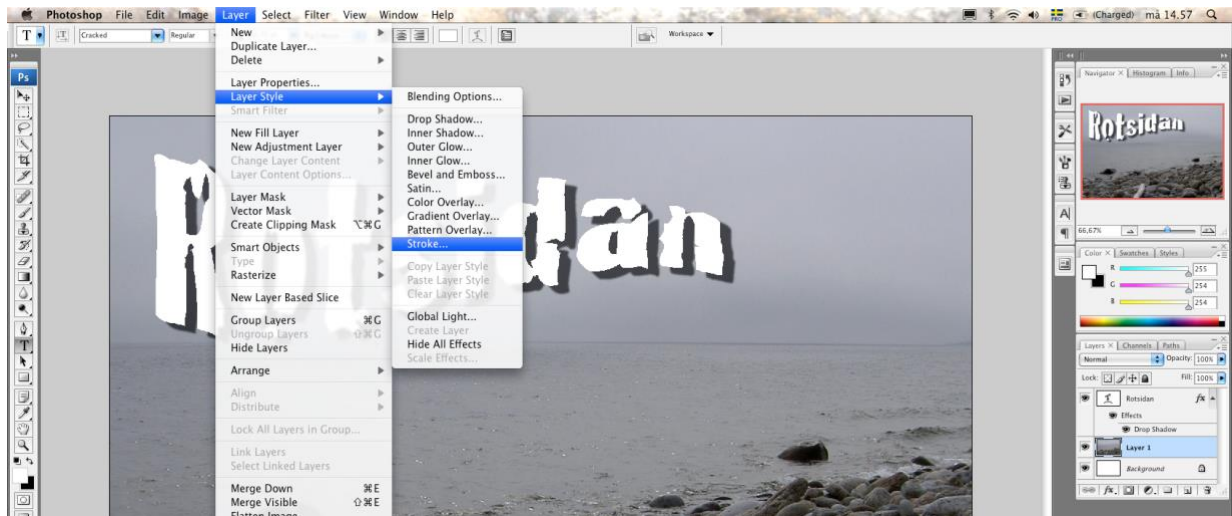 Photoshop File Edit Image Layer Select Filter View Window Help (Charged) må 14.57
T Cracked Regular Workspace
Ps
New
Duplicate Layer...
Delete
Layer Properties...
Layer Style
Smart Filter
New Fill Layer
New Adjustment Layer
Change Layer Content
Layer Content Options...
Layer Mask
Vector Mask
Create Clipping Mask ⌥⌘G
Smart Objects
Type
Rasterize
New Layer Based Slice
Group Layers ⌘G
Ungroup Layers ⇧⌘G
Hide Layers
Arrange
Align
Distribute
Lock All Layers in Group...
Link Layers
Select Linked Layers
Merge Down ⌘E
Merge Visible ⇧⌘E
Flatten Image
Blending Options...
Drop Shadow...
Inner Shadow...
Outer Glow...
Inner Glow...
Bevel and Emboss...
Satin...
Color Overlay...
Gradient Overlay...
Pattern Overlay...
Stroke...
Copy Layer Style
Paste Layer Style
Clear Layer Style
Global Light...
Create Layer
Hide All Effects
Scale Effects...
Rotsidan
Navigator × Histogram Info
Rotsidan
66,67%
Color × Swatches Styles
R 255
G 254
B 254
Layers × Channels Paths
Normal Opacity: 100%
Lock: Fill: 100%
Rotsidan fx
Effects
Drop Shadow
Layer 1
Background